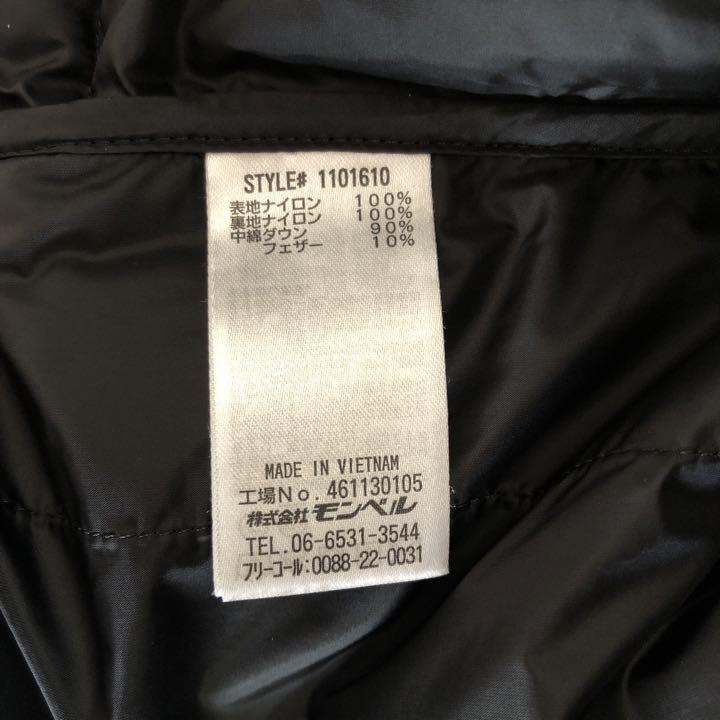 STYLE# 1101610
表地ナイロン 100%
裏地ナイロン 100%
中綿ダウン 90%
フェザー 10%
MADE IN VIETNAM
工場No. 461130105
株式会社 モンベル
TEL. 06-6531-3544
フリーコール:0088-22-0031